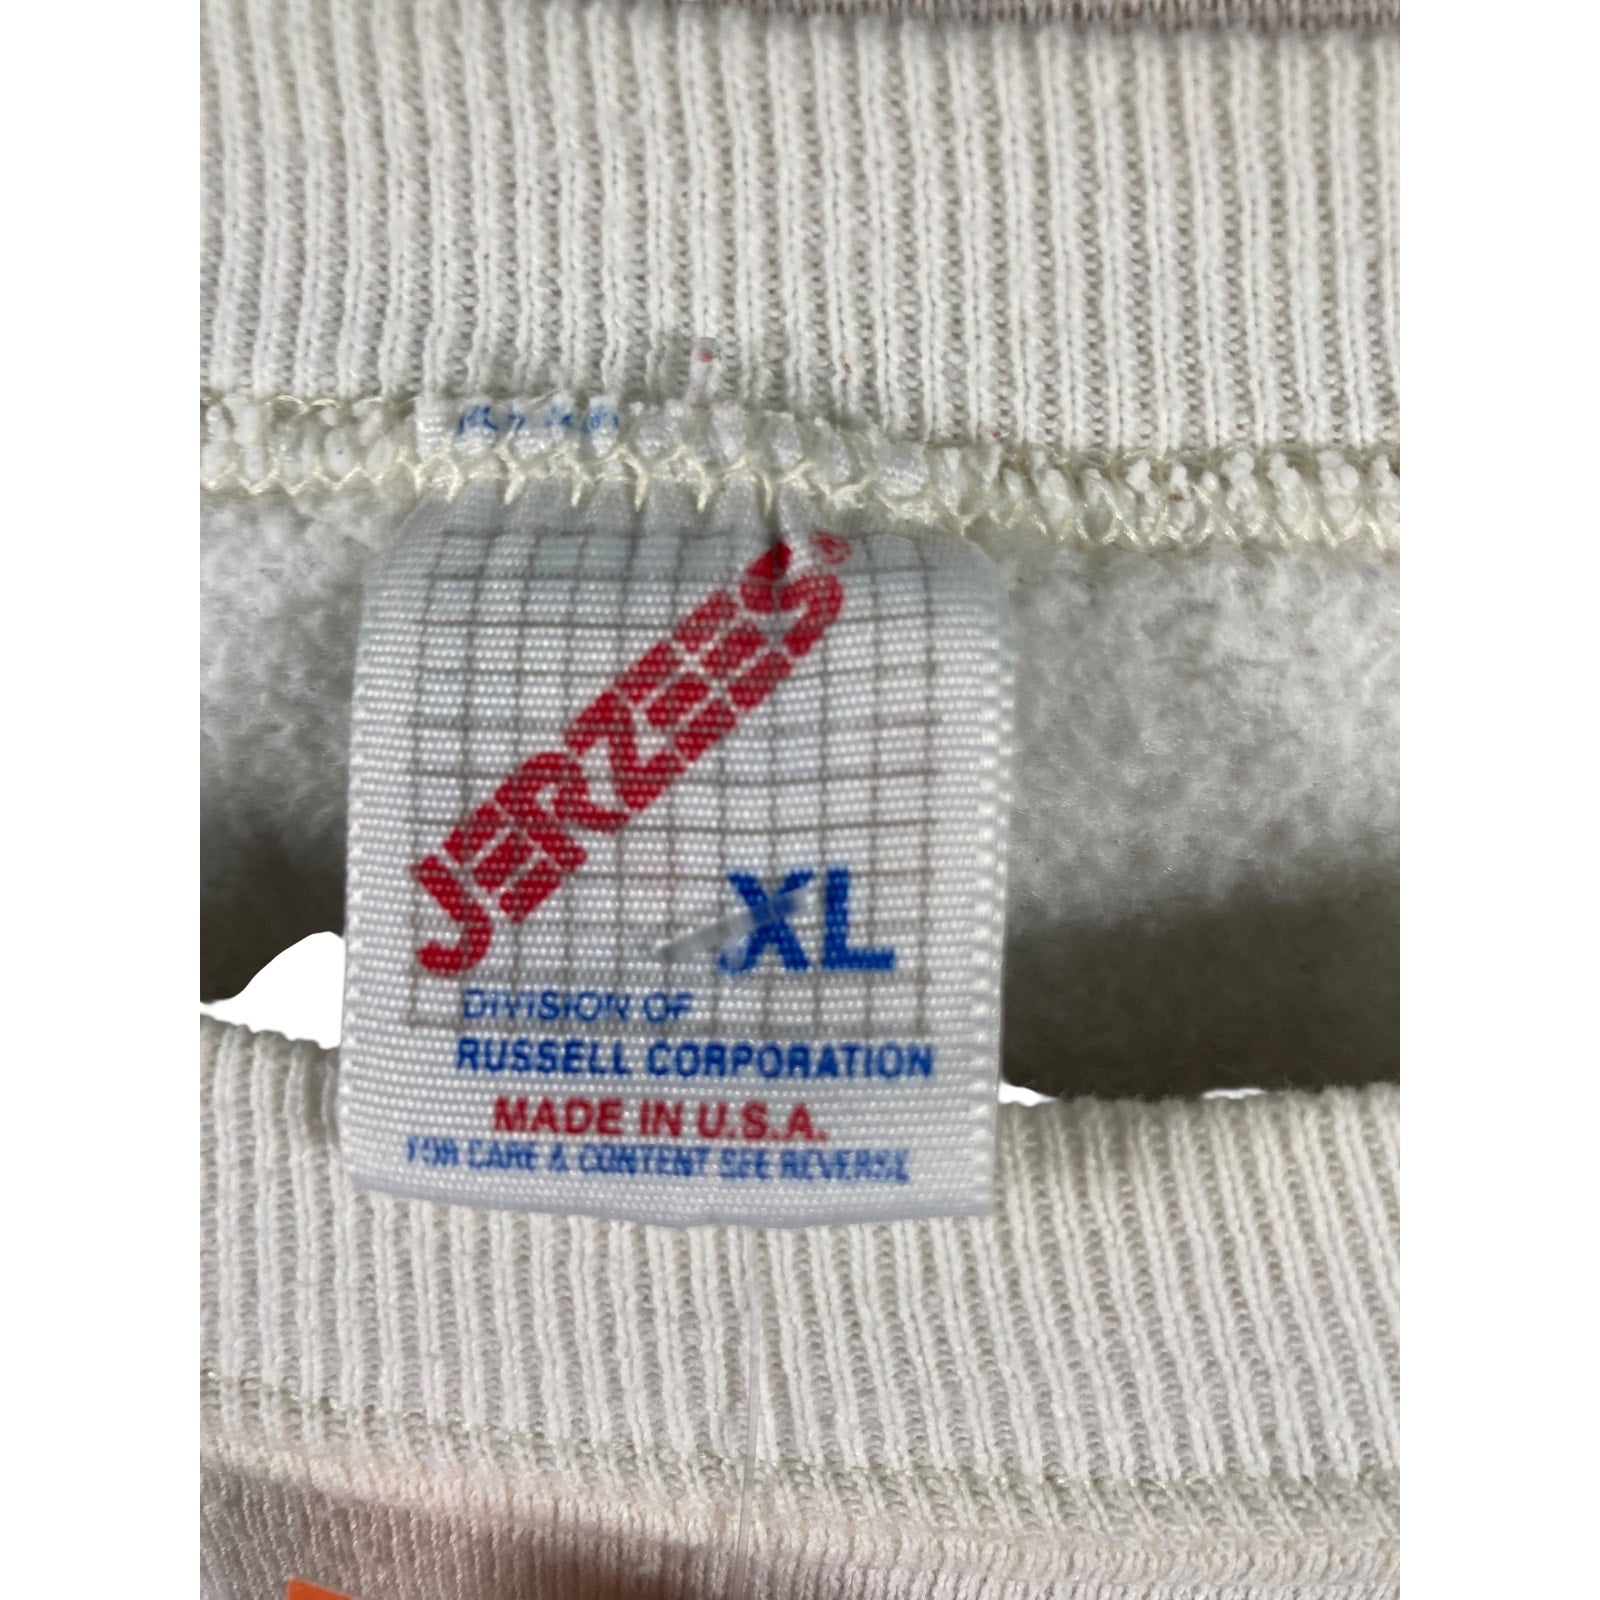 JERZEES®
XL
DIVISION OF
RUSSELL CORPORATION
MADE IN U.S.A.
FOR CARE & CONTENT SEE REVERSE